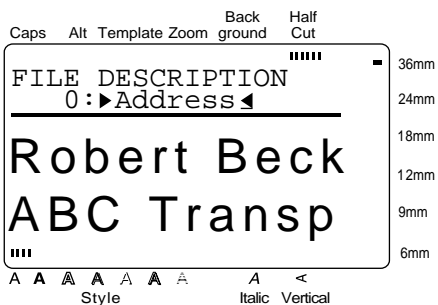 Caps Alt Template Zoom Back ground Half Cut
FILE DESCRIPTION
0:▶Address◀
Robert Beck
ABC Transp
36mm
24mm
18mm
12mm
9mm
6mm
A A A A A A A A A
Style Italic Vertical